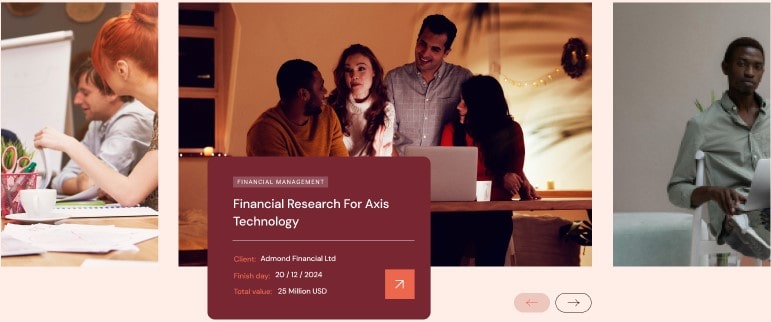 FINANCIAL MANAGEMENT
Financial Research For Axis
Technology
Client: Admond Financial Ltd
Finish day: 20 / 12 / 2024
Total value: 25 Million USD